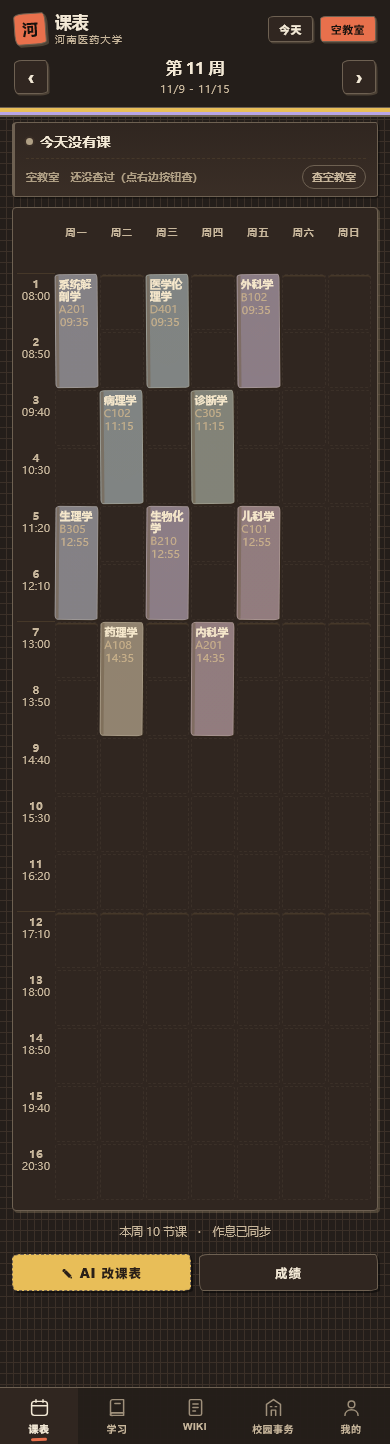 河
课表
河南医药大学
今天
空教室
‹
第 11 周
11/9 - 11/15
›
今天没有课
空教室 还没查过（点右边按钮查）
查空教室
周一 周二 周三 周四 周五 周六 周日
1
08:00
系统解
剖学
A201
09:35
医学伦
理学
D401
09:35
外科学
B102
09:35
2
08:50
3
09:40
病理学
C102
11:15
诊断学
C305
11:15
4
10:30
5
11:20
生理学
B305
12:55
生物化
学
B210
12:55
儿科学
C101
12:55
6
12:10
7
13:00
药理学
A108
14:35
内科学
A201
14:35
8
13:50
9
14:40
10
15:30
11
16:20
12
17:10
13
18:00
14
18:50
15
19:40
16
20:30
本周 10 节课 · 作息已同步
AI 改课表
成绩
课表
学习
WIKI
校园事务
我的